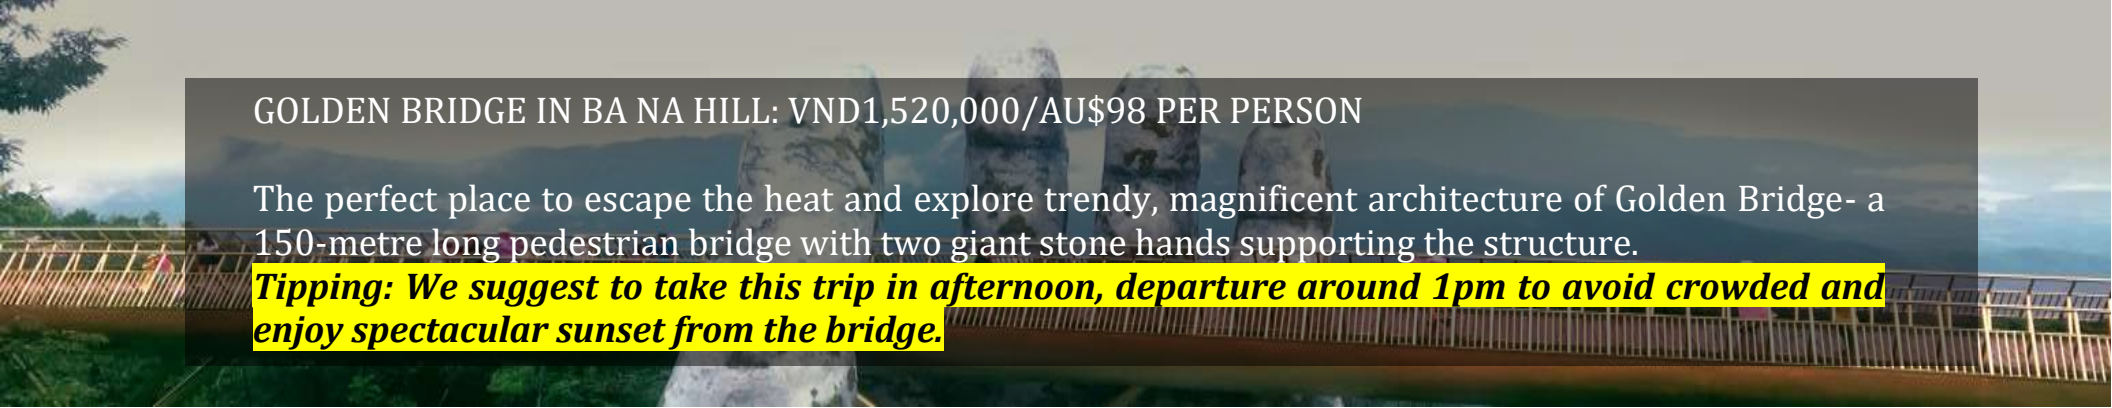 GOLDEN BRIDGE IN BA NA HILL: VND1,520,000/AU$98 PER PERSON
The perfect place to escape the heat and explore trendy, magnificent architecture of Golden Bridge- a
150-metre long pedestrian bridge with two giant stone hands supporting the structure.
Tipping: We suggest to take this trip in afternoon, departure around 1pm to avoid crowded and
enjoy spectacular sunset from the bridge.